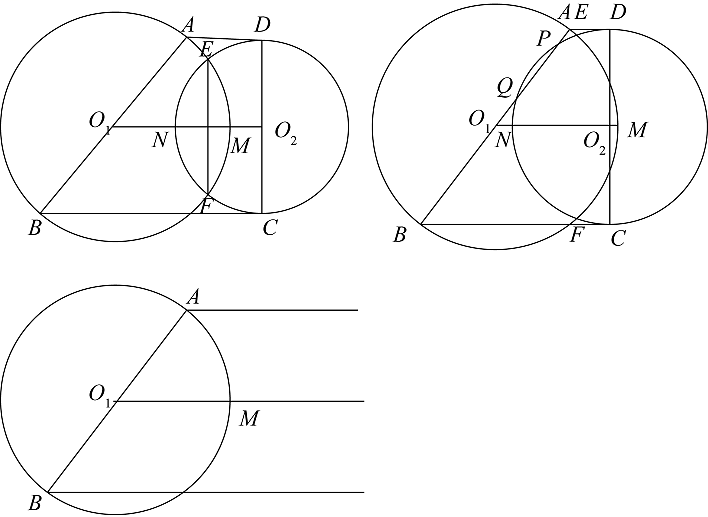 A D E
O₁ N M O₂
B F C
A E D
P
Q
O₁ N O₂ M
B F C
A
O₁ M
B